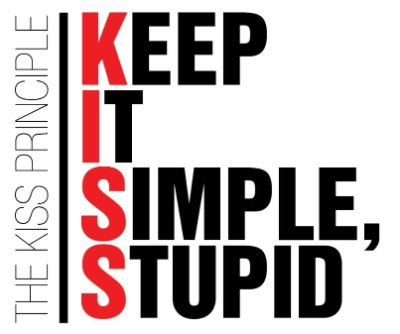 THE KISS PRINCIPLE
KEEP
IT
SIMPLE,
STUPID